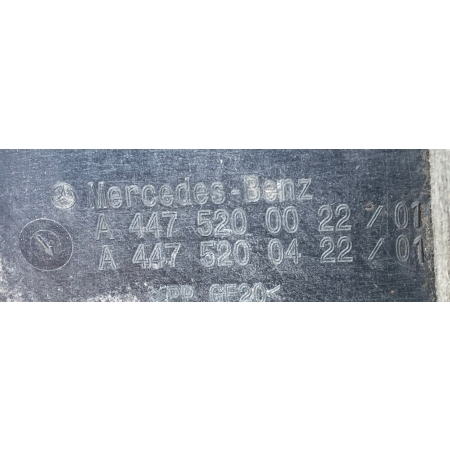 Mercedes-Benz
A 447 520 00 22 / 01
A 447 520 04 22 / 01
>PP GF20<